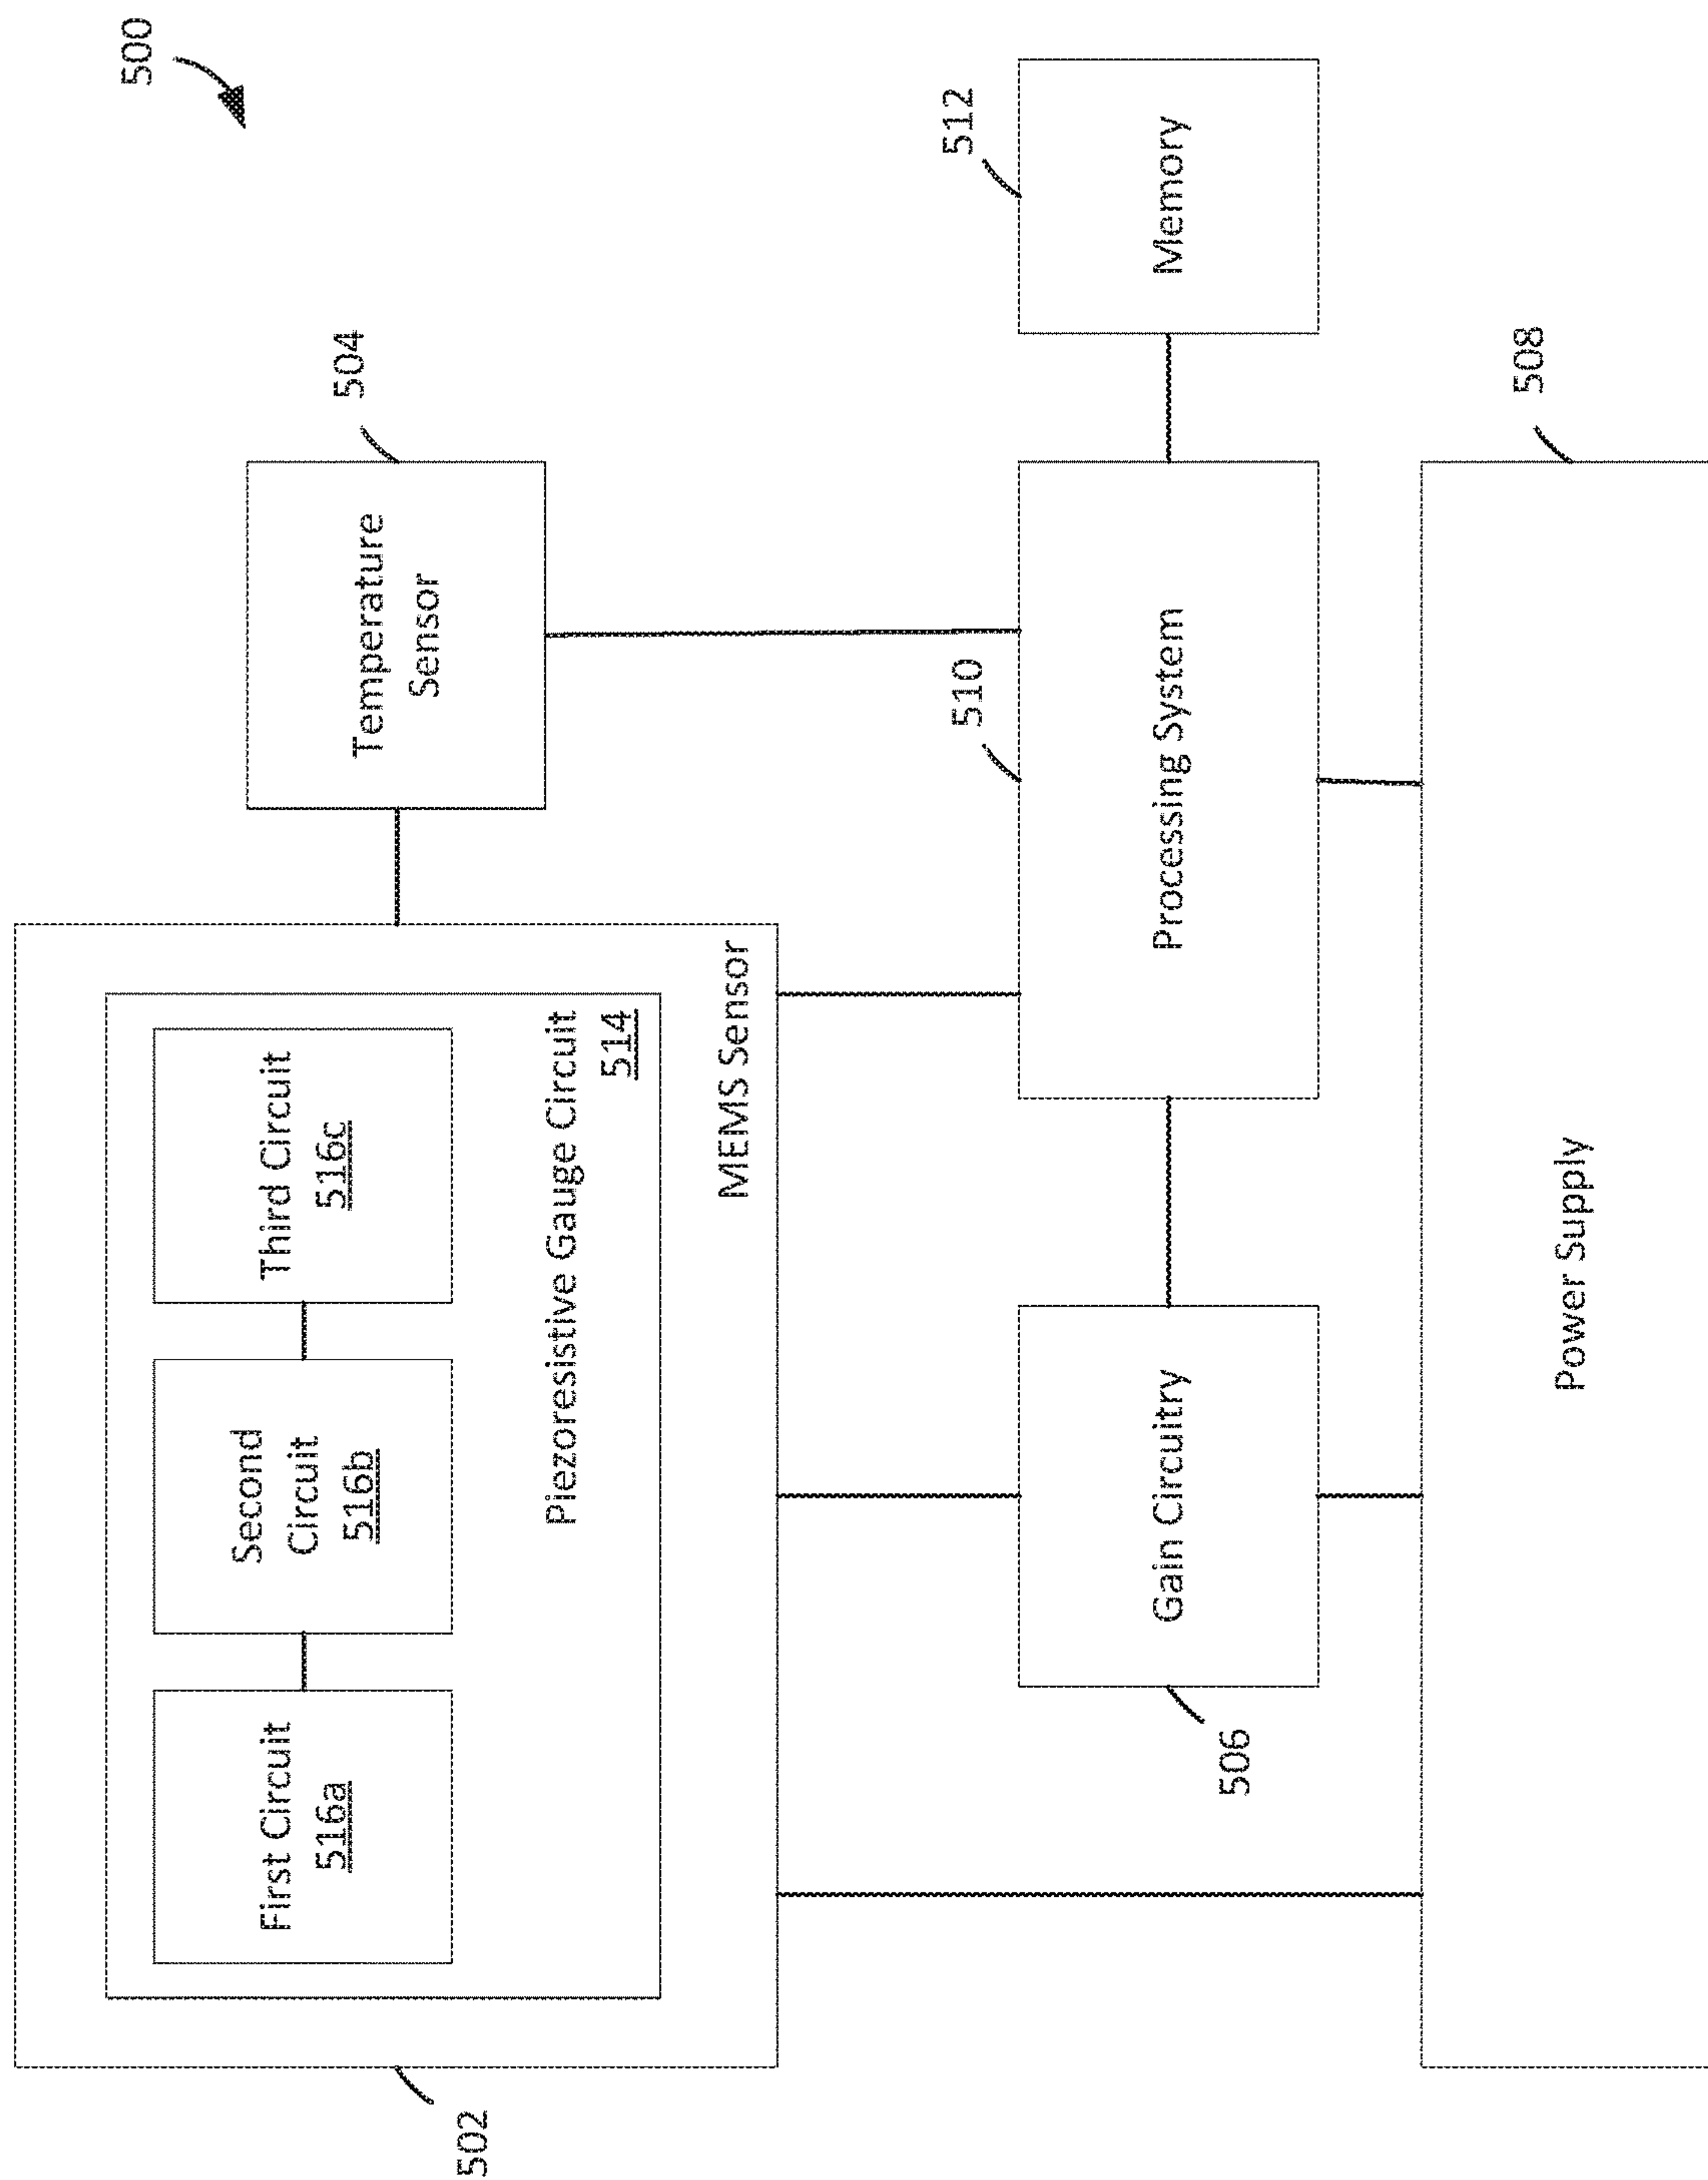 500
502
First Circuit
516a
Second
Circuit
516b
Third Circuit
516c
Piezoresistive Gauge Circuit
514
MEMS Sensor
504
Temperature
Sensor
506
Gain Circuitry
510
Processing System
512
Memory
508
Power Supply